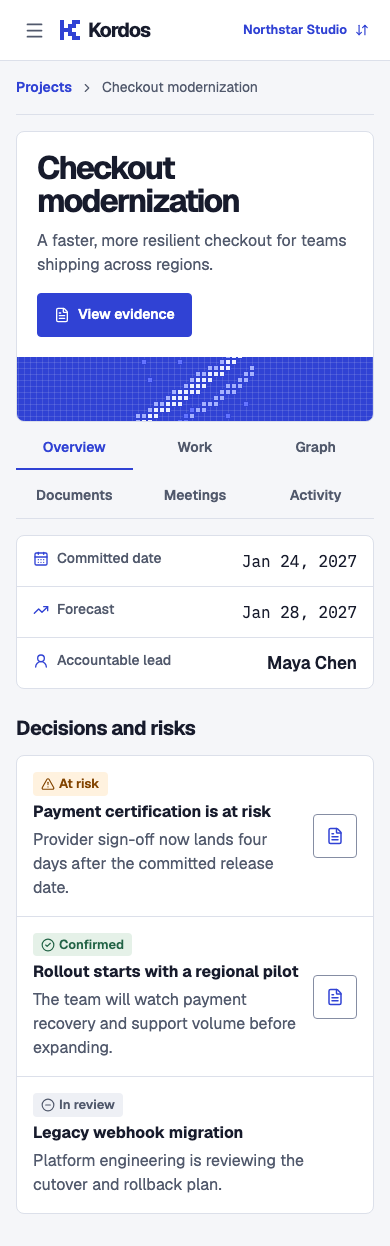 Kordos
Northstar Studio
Projects
Checkout modernization
Checkout
modernization
A faster, more resilient checkout for teams
shipping across regions.
View evidence
Overview
Work
Graph
Documents
Meetings
Activity
Committed date
Jan 24, 2027
Forecast
Jan 28, 2027
Accountable lead
Maya Chen
Decisions and risks
At risk
Payment certification is at risk
Provider sign-off now lands four
days after the committed release
date.
Confirmed
Rollout starts with a regional pilot
The team will watch payment
recovery and support volume before
expanding.
In review
Legacy webhook migration
Platform engineering is reviewing the
cutover and rollback plan.